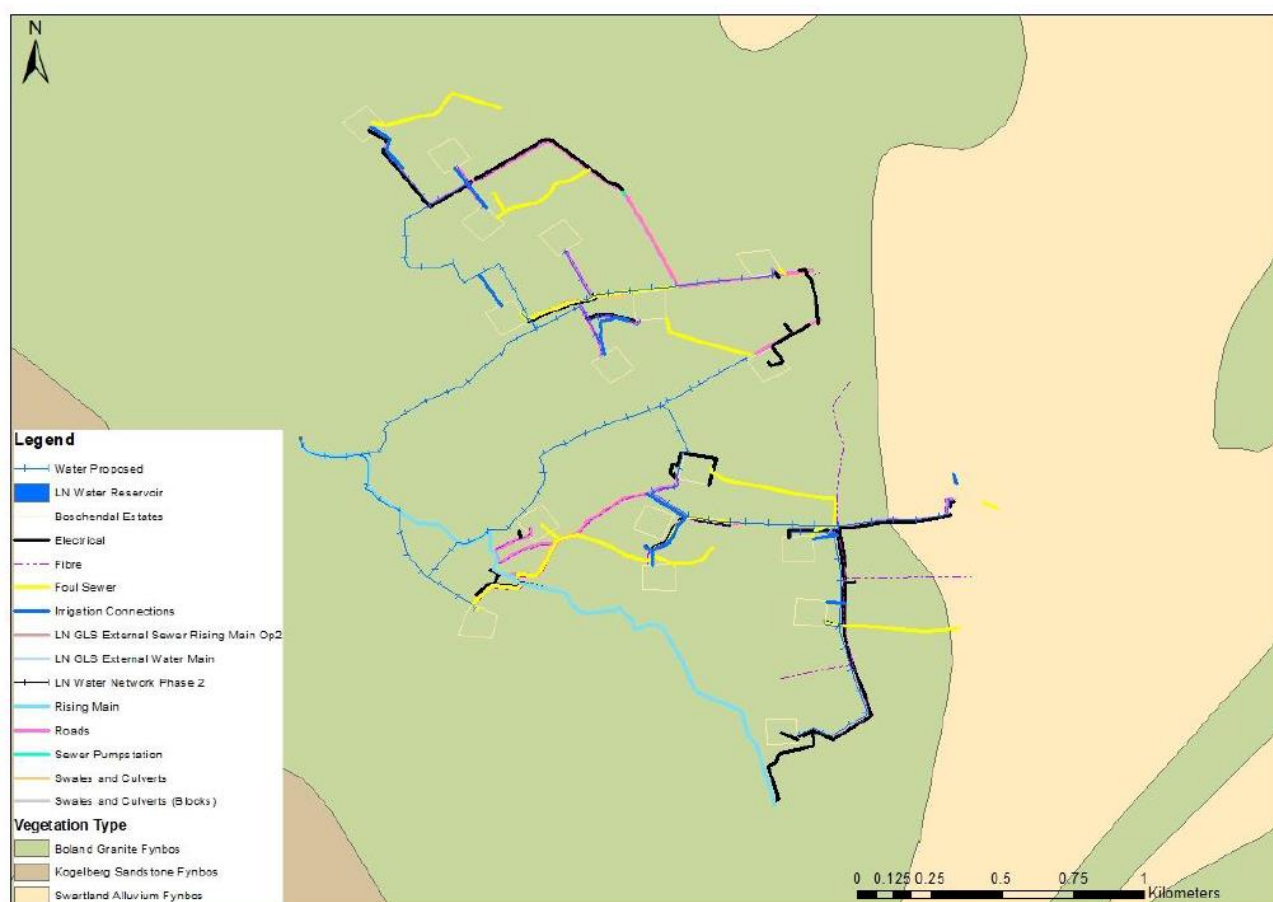 N
Legend
Water Proposed
LN Water Reservoir
Boschendal Estates
Electrical
Fibre
Foul Sewer
Irrigation Connections
LN GLS External Sewer Rising Main Op2
LN GLS External Water Main
LN Water Network Phase 2
Rising Main
Roads
Sewer Pumpstation
Swales and Culverts
Swales and Culverts (Blocks)
Vegetation Type
Boland Granite Fynbos
Kogelberg Sandstone Fynbos
Swartland Alluvium Fynbos
0 0.125 0.25 0.5 0.75 1
Kilometers